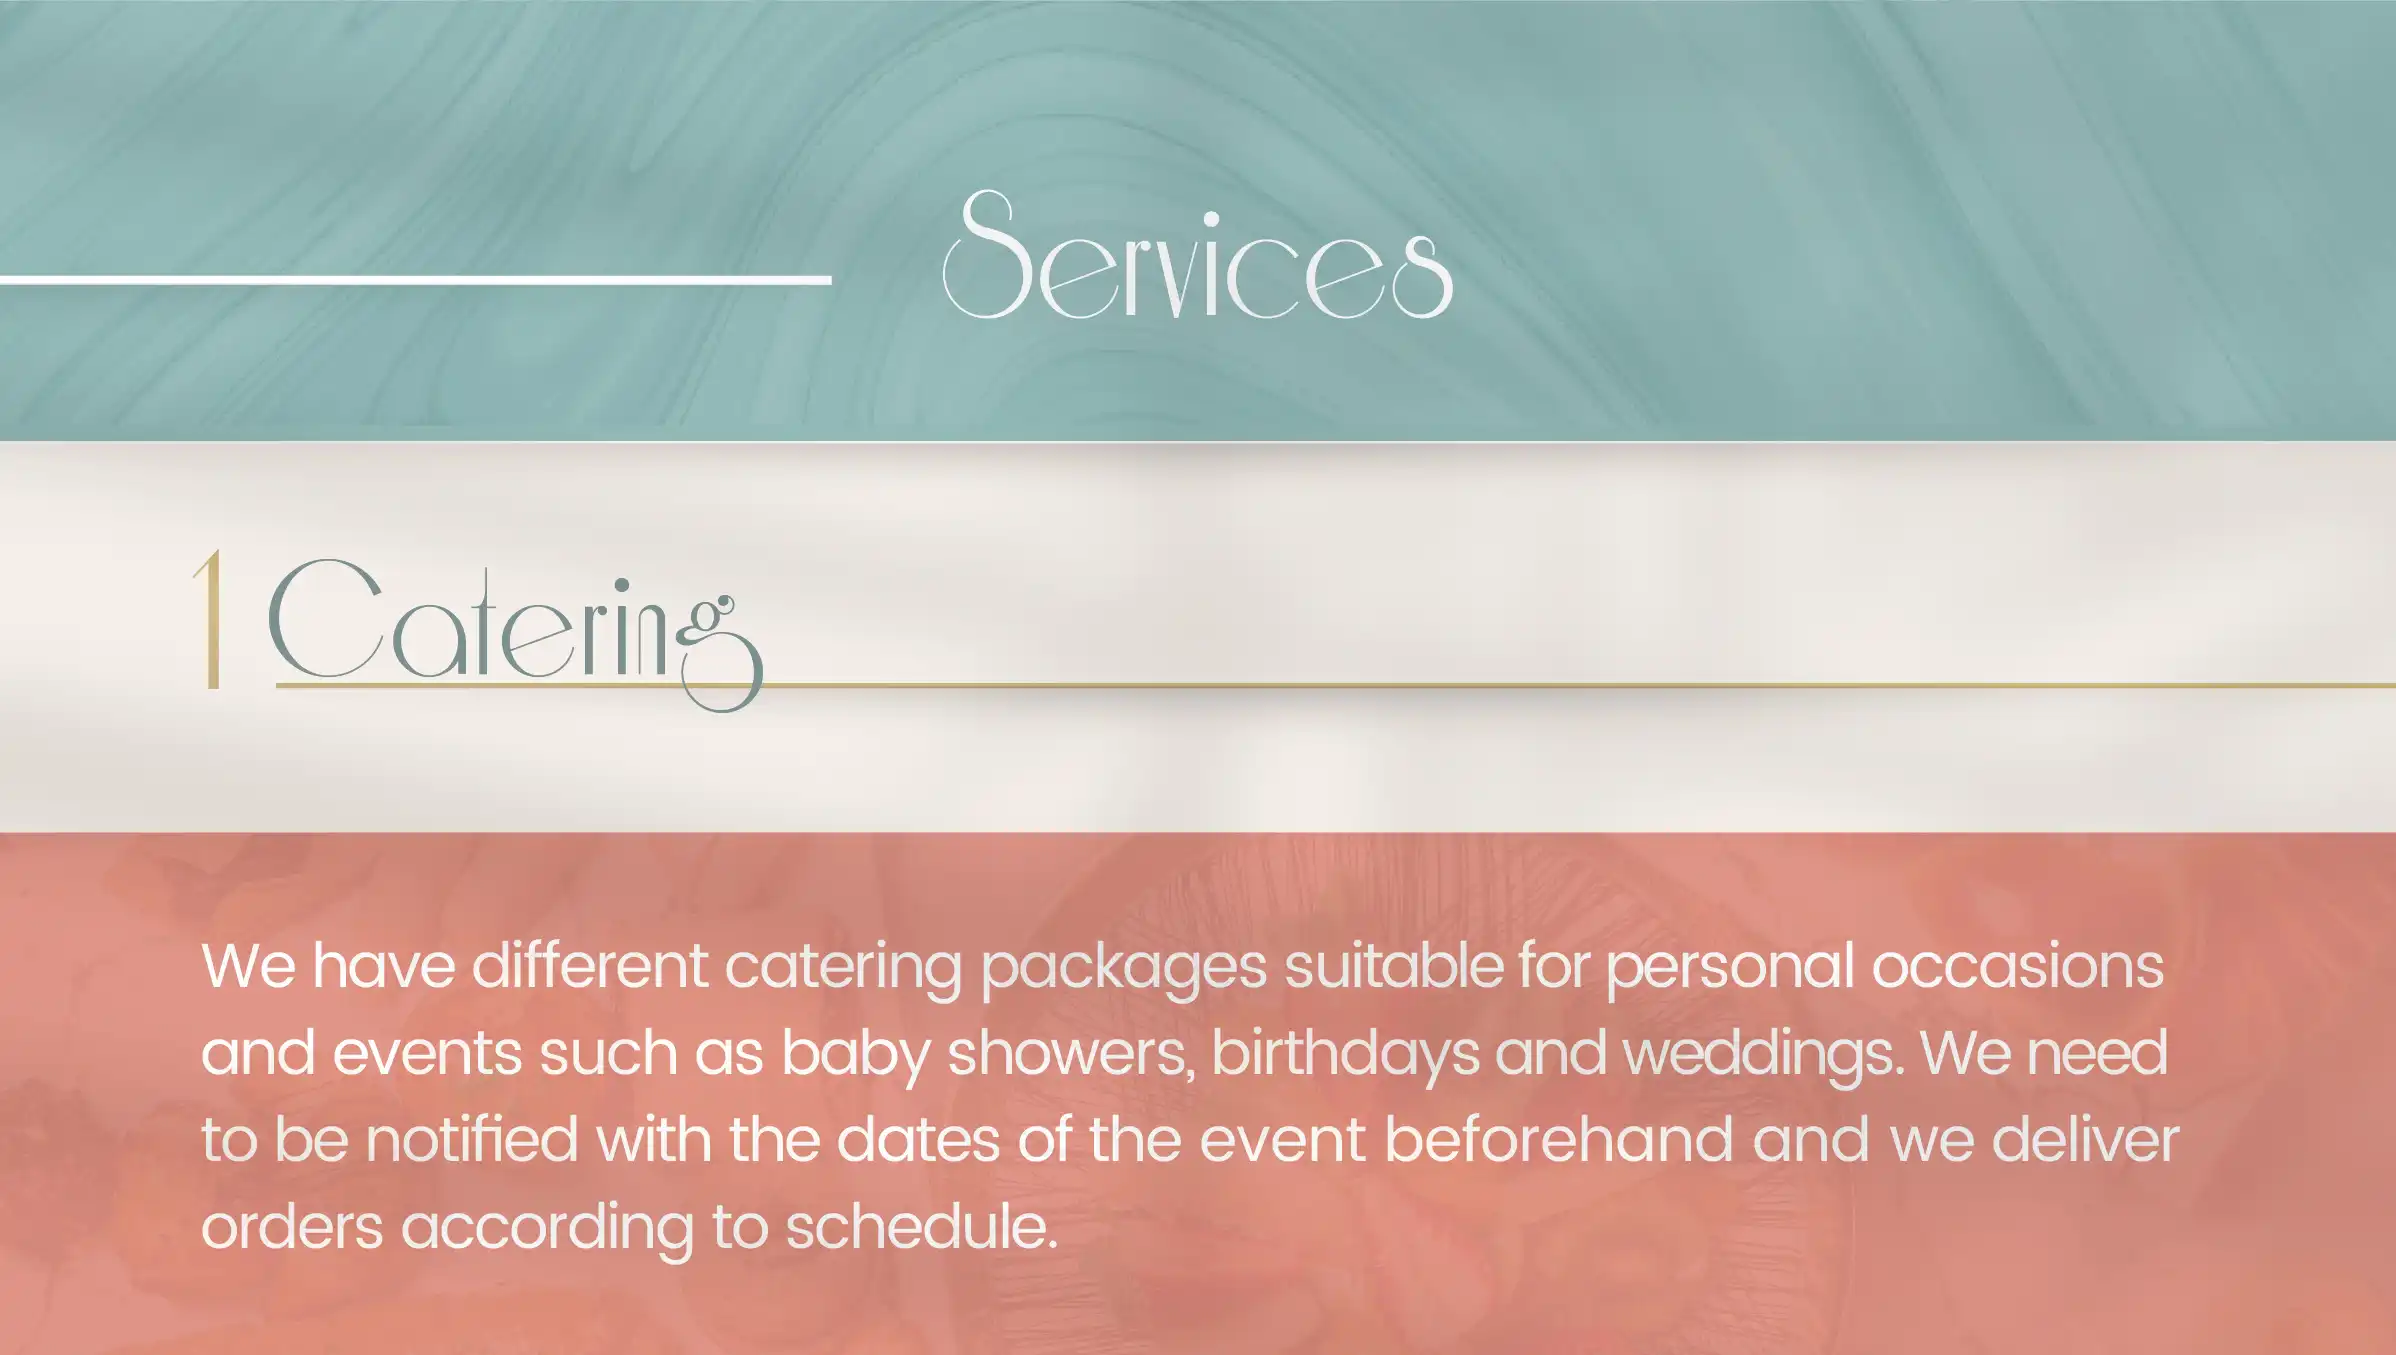 Services
1 Catering
We have different catering packages suitable for personal occasions
and events such as baby showers, birthdays and weddings. We need
to be notified with the dates of the event beforehand and we deliver
orders according to schedule.